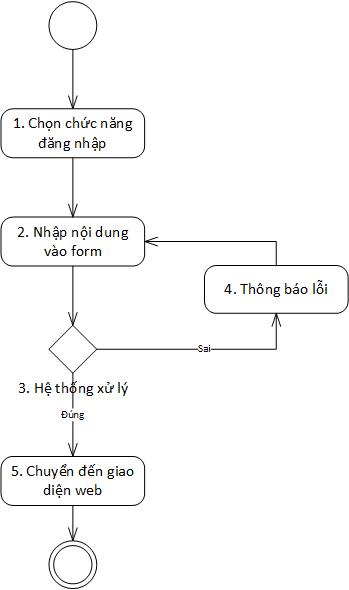 1. Chọn chức năng
đăng nhập
2. Nhập nội dung
vào form
4. Thông báo lỗi
Sai
3. Hệ thống xử lý
Đúng
5. Chuyển đến giao
diện web